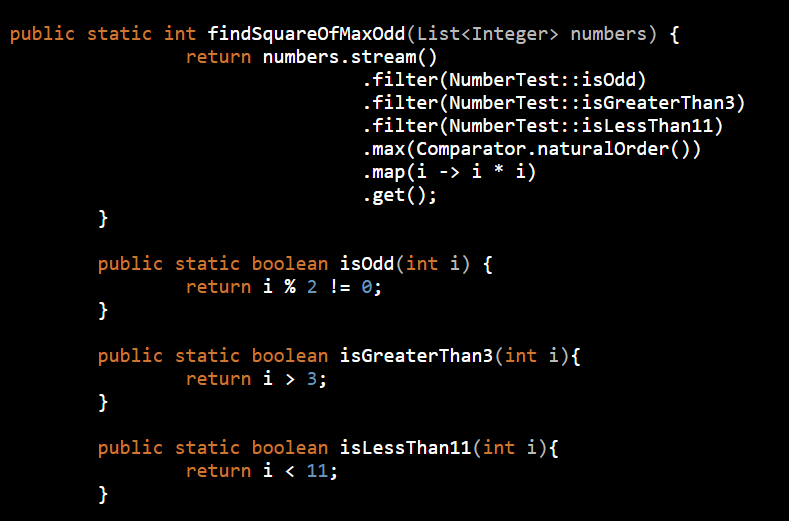 public static int findSquareOfMaxOdd(List<Integer> numbers) {
return numbers.stream()
.filter(NumberTest::isOdd)
.filter(NumberTest::isGreaterThan3)
.filter(NumberTest::isLessThan11)
.max(Comparator.naturalOrder())
.map(i -> i * i)
.get();
}
public static boolean isOdd(int i) {
return i % 2 != 0;
}
public static boolean isGreaterThan3(int i){
return i > 3;
}
public static boolean isLessThan11(int i){
return i < 11;
}